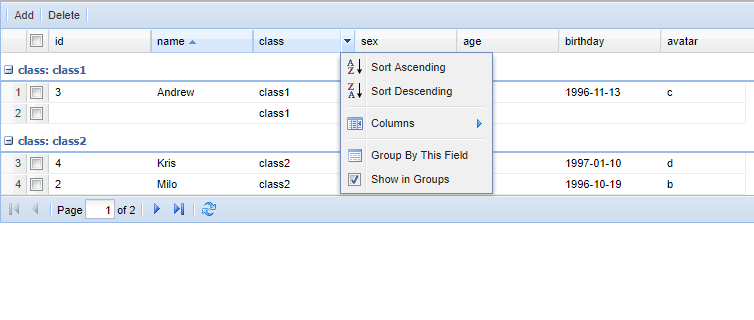 Add Delete
id name class sex age birthday avatar
class: class1
1 3 Andrew class1 1996-11-13 c
2 class1
class: class2
3 4 Kris class2 1997-01-10 d
4 2 Milo class2 1996-10-19 b
Sort Ascending
Sort Descending
Columns
Group By This Field
Show in Groups
Page 1 of 2